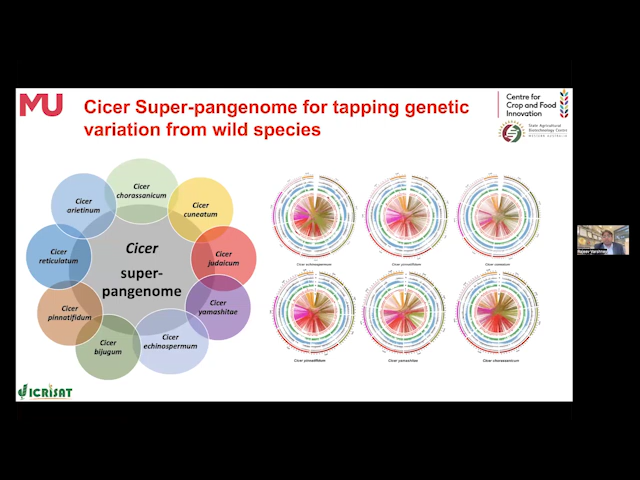 MU
Cicer Super-pangenome for tapping genetic
variation from wild species
Centre for
Crop and Food
Innovation
State Agricultural
Biotechnology Centre
Cicer
chorassanicum
Cicer
arietinum
Cicer
cuneatum
Cicer
reticulatum
Cicer
super-
pangenome
Cicer
judaicum
Cicer
pinnatifidum
Cicer
yamashitae
Cicer
bijugum
Cicer
echinospermum
Cicer echinospermum
Cicer pinnatifidum
Cicer cuneatum
Cicer yamashitae
Cicer chorassanicum
ICRISAT